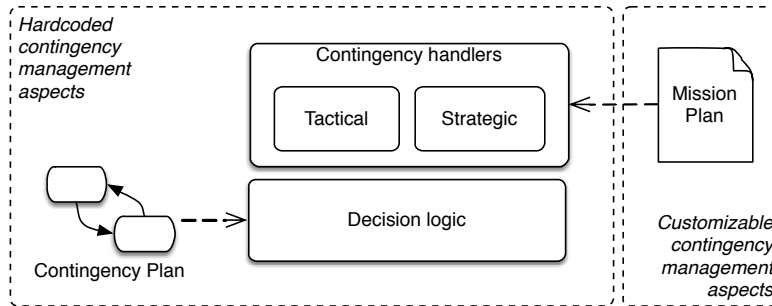 Hardcoded
contingency
management
aspects
Contingency handlers
Tactical
Strategic
Mission
Plan
Decision logic
Contingency Plan
Customizable
contingency
management
aspects